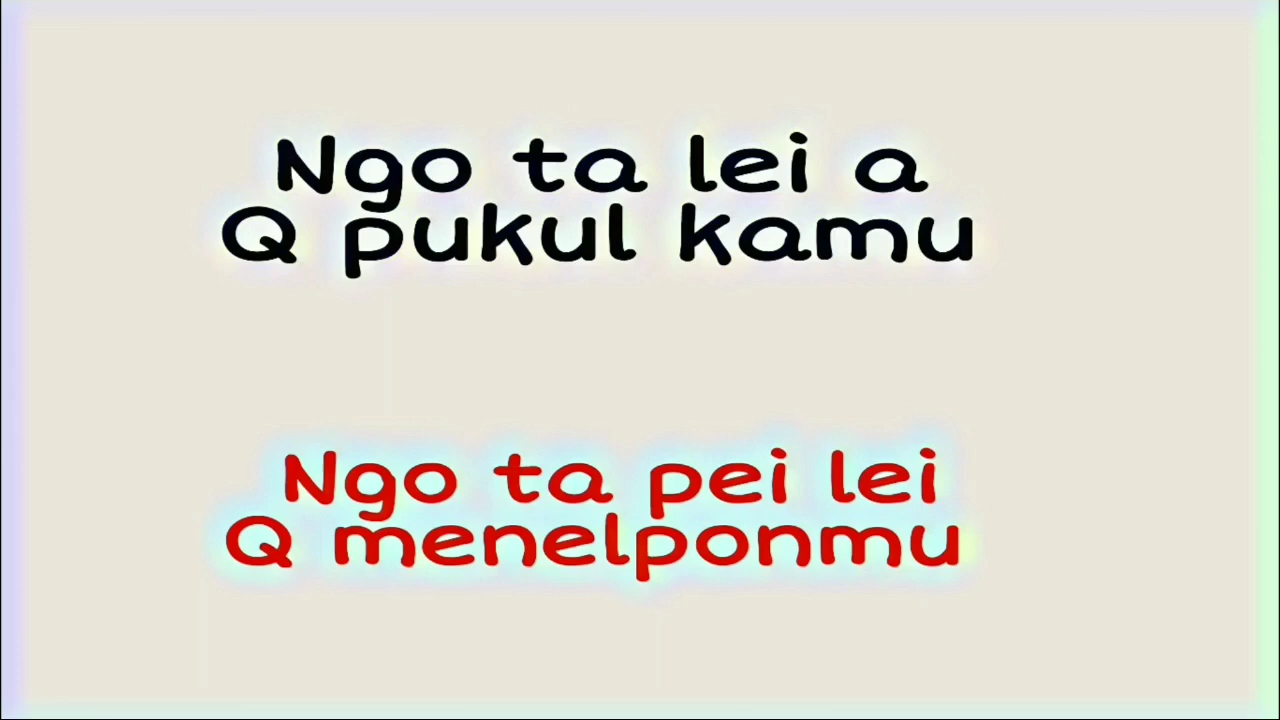 Ngo ta lei a
Q pukul kamu
Ngo ta pei lei
Q menelponmu